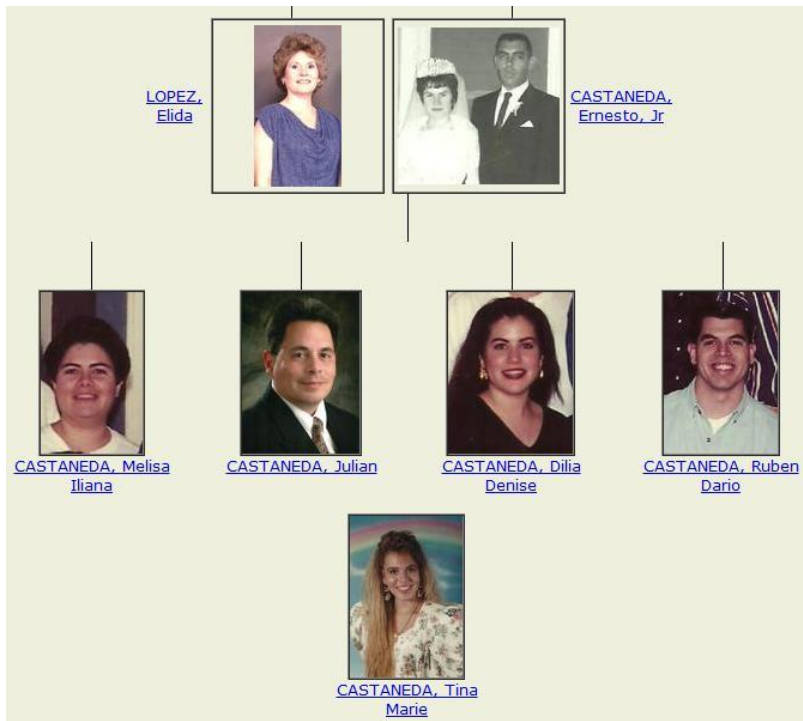 LOPEZ,
Elida
CASTANEDA,
Ernesto, Jr
CASTANEDA, Melisa
Iliana
CASTANEDA, Julian
CASTANEDA, Dilia
Denise
CASTANEDA, Ruben
Dario
CASTANEDA, Tina
Marie